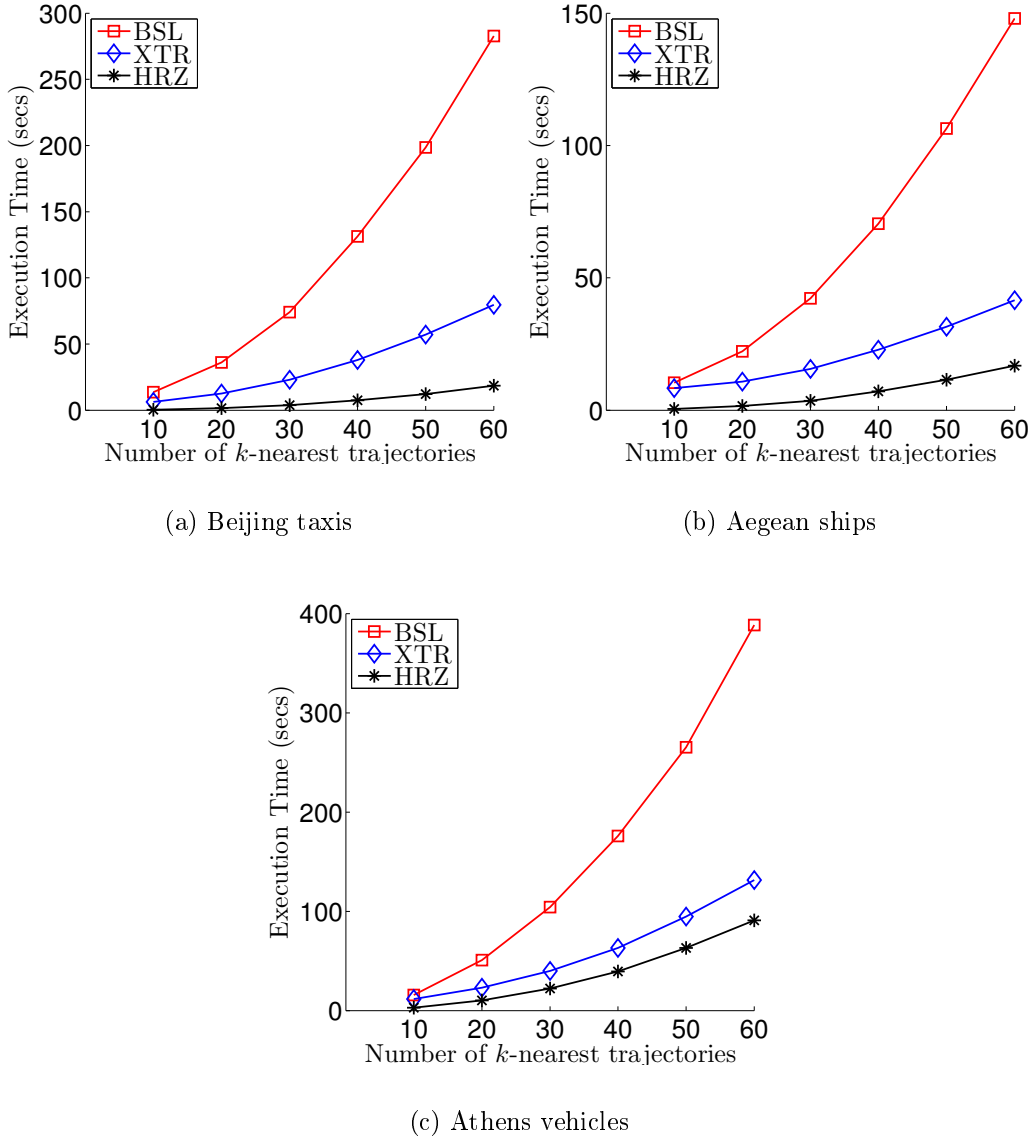 300
250
200
150
100
50
0
Execution Time (secs)
BSL
XTR
HRZ
10 20 30 40 50 60
Number of k-nearest trajectories
(a) Beijing taxis
150
100
50
0
Execution Time (secs)
BSL
XTR
HRZ
10 20 30 40 50 60
Number of k-nearest trajectories
(b) Aegean ships
400
300
200
100
0
Execution Time (secs)
BSL
XTR
HRZ
10 20 30 40 50 60
Number of k-nearest trajectories
(c) Athens vehicles